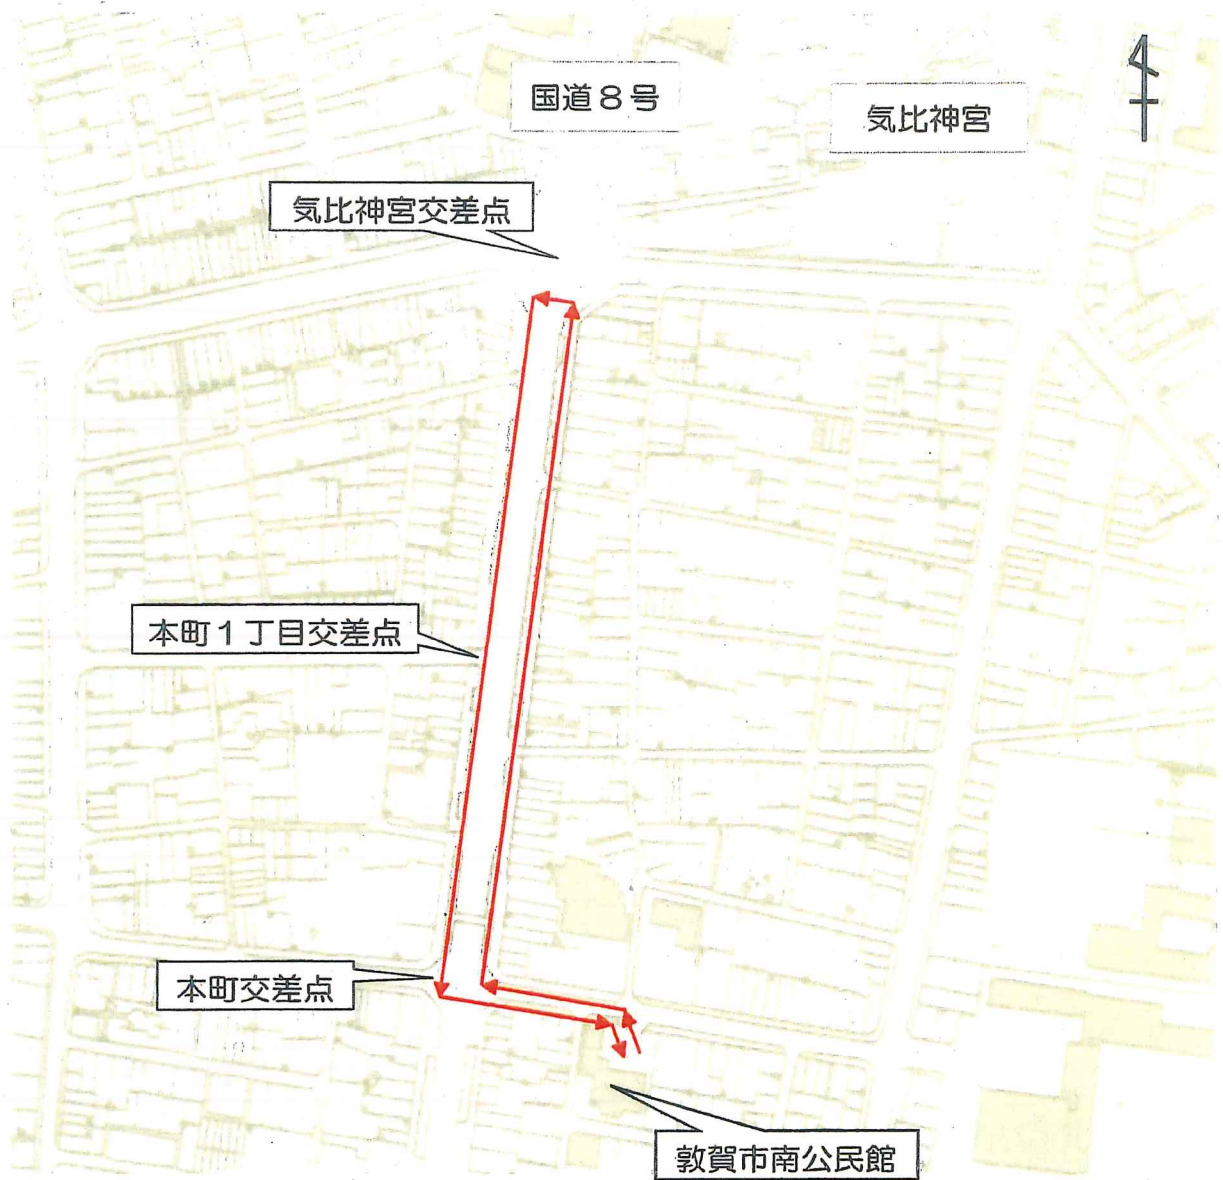 国道８号
気比神宮
気比神宮交差点
本町１丁目交差点
本町交差点
敦賀市南公民館